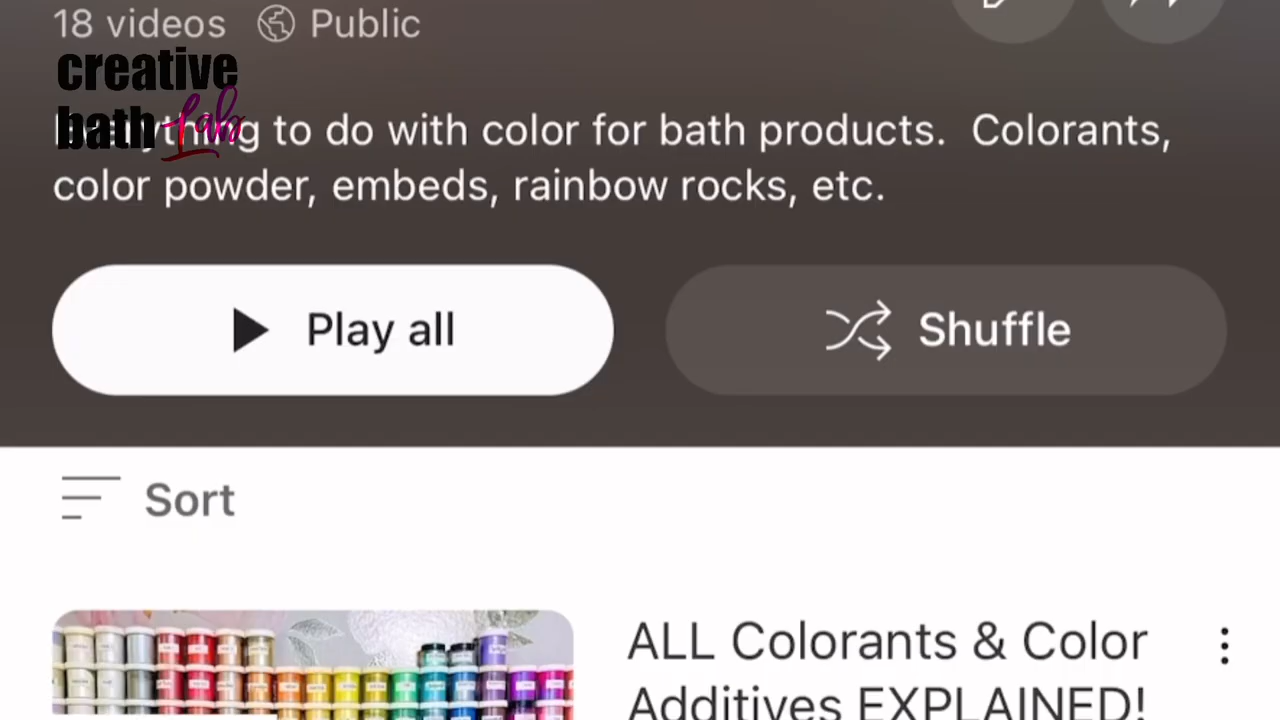 18 videos Public
creative
bath Lab
Everything to do with color for bath products. Colorants,
color powder, embeds, rainbow rocks, etc.
Play all
Shuffle
Sort
ALL Colorants & Color
Additives EXPLAINED!